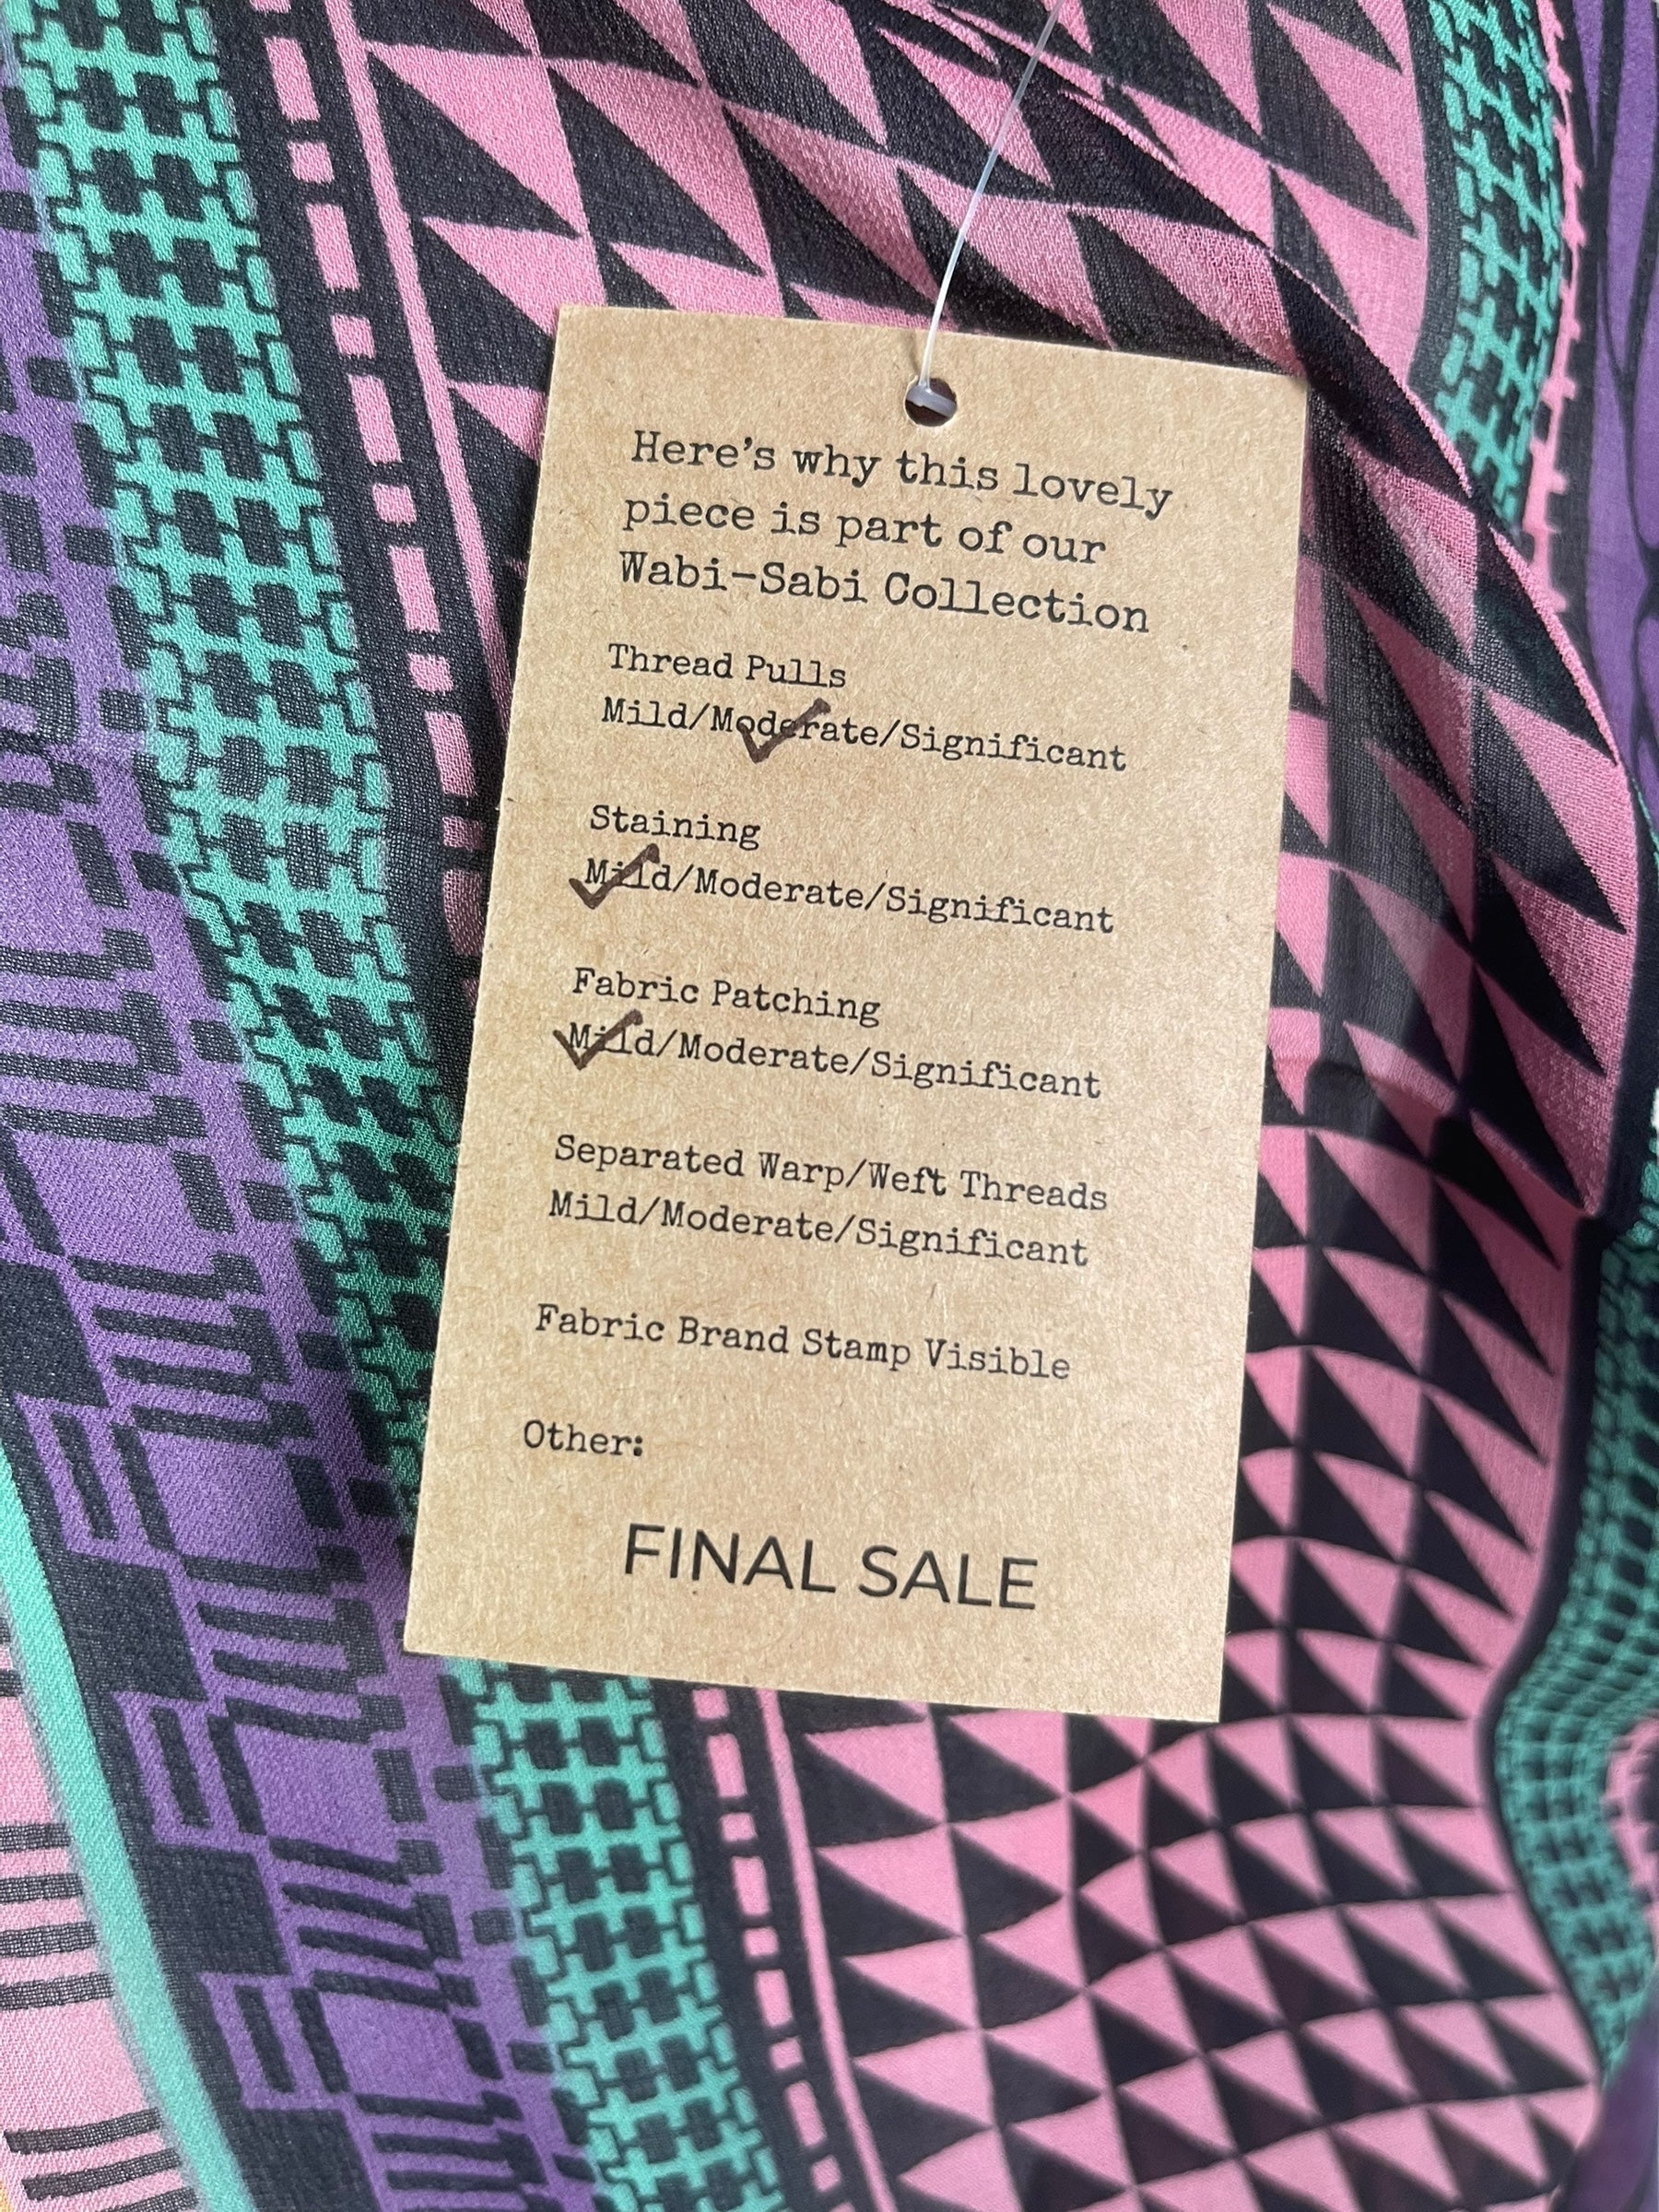 Here's why this lovely
piece is part of our
Wabi-Sabi Collection
Thread Pulls
Mild/Moderate/Significant
Staining
Mild/Moderate/Significant
Fabric Patching
Mild/Moderate/Significant
Separated Warp/Weft Threads
Mild/Moderate/Significant
Fabric Brand Stamp Visible
Other:
FINAL SALE